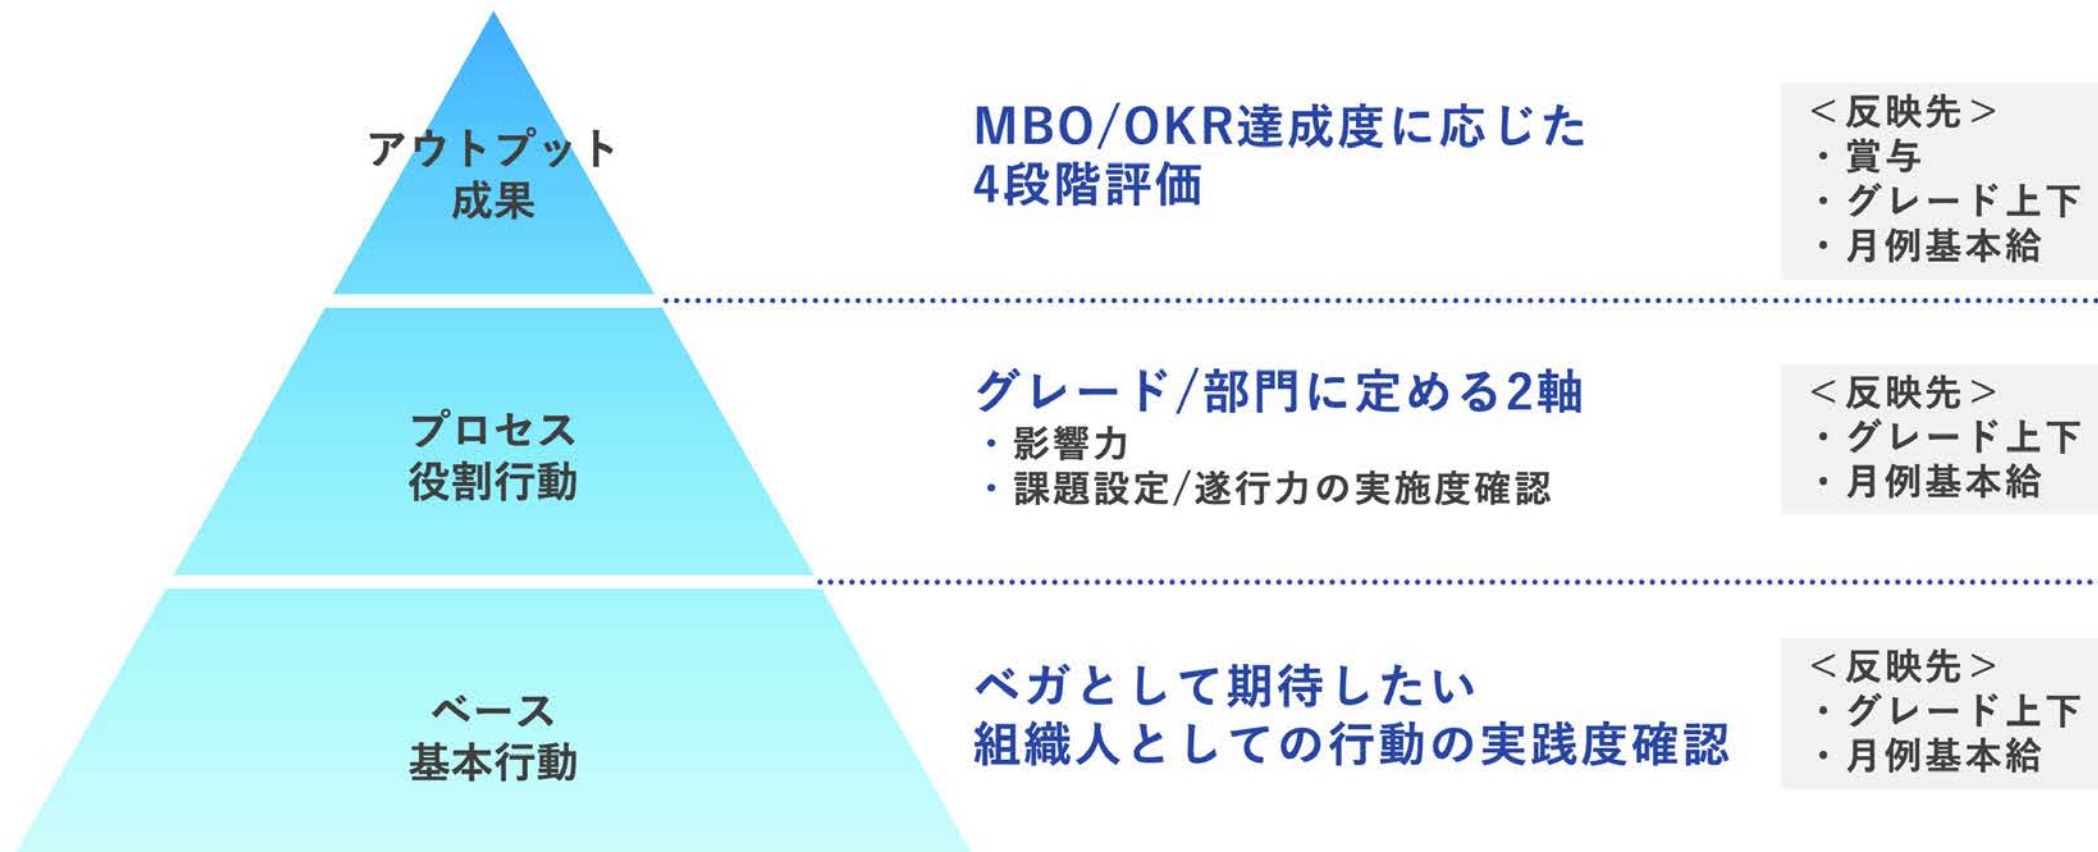 アウトプット
成果
MBO/OKR達成度に応じた
4段階評価
＜反映先＞
・賞与
・グレード上下
・月例基本給
プロセス
役割行動
グレード/部門に定める2軸
・影響力
・課題設定/遂行力の実施度確認
＜反映先＞
・グレード上下
・月例基本給
ベース
基本行動
ベガとして期待したい
組織人としての行動の実践度確認
＜反映先＞
・グレード上下
・月例基本給